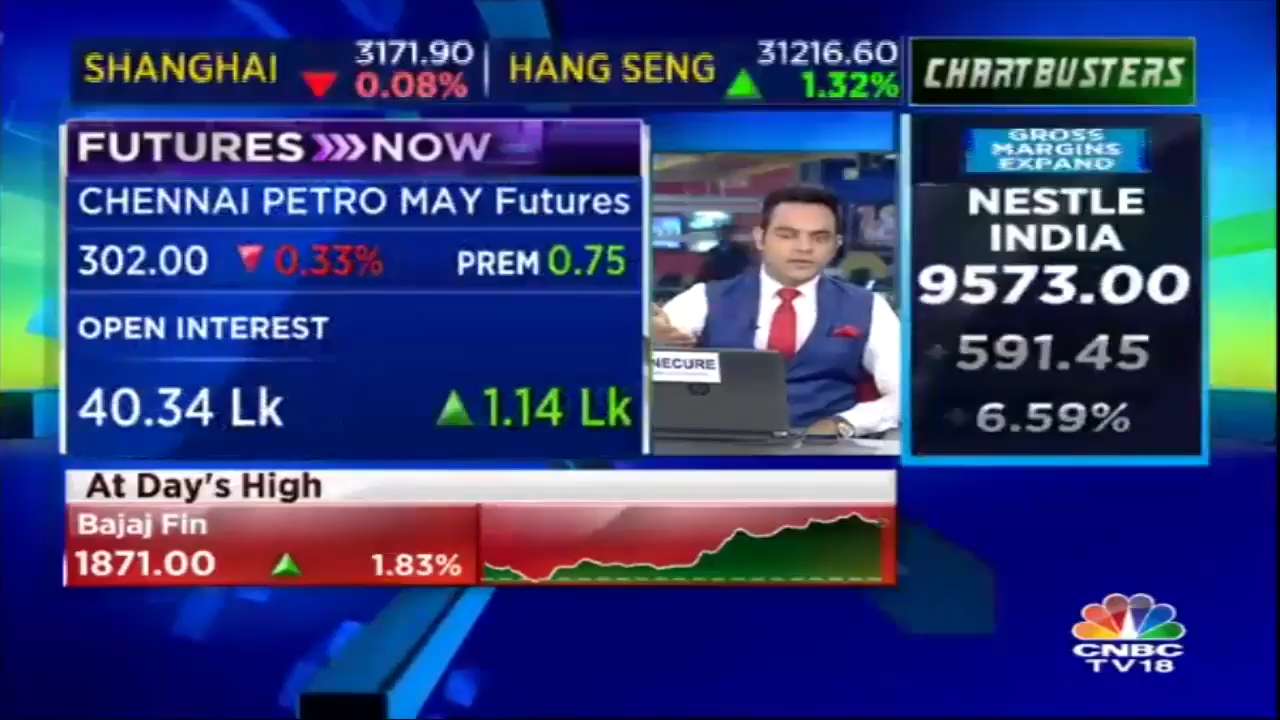 SHANGHAI
3171.90
▼ 0.08%
HANG SENG
31216.60
▲ 1.32%
CHARTBUSTERS
FUTURES >>> NOW
CHENNAI PETRO MAY Futures
302.00 ▼ 0.33% PREM 0.75
OPEN INTEREST
40.34 Lk ▲ 1.14 Lk
NECURE
GROSS
MARGINS
EXPAND
NESTLE
INDIA
9573.00
+ 591.45
+ 6.59%
At Day's High
Bajaj Fin
1871.00 ▲ 1.83%
CNBC
TV18